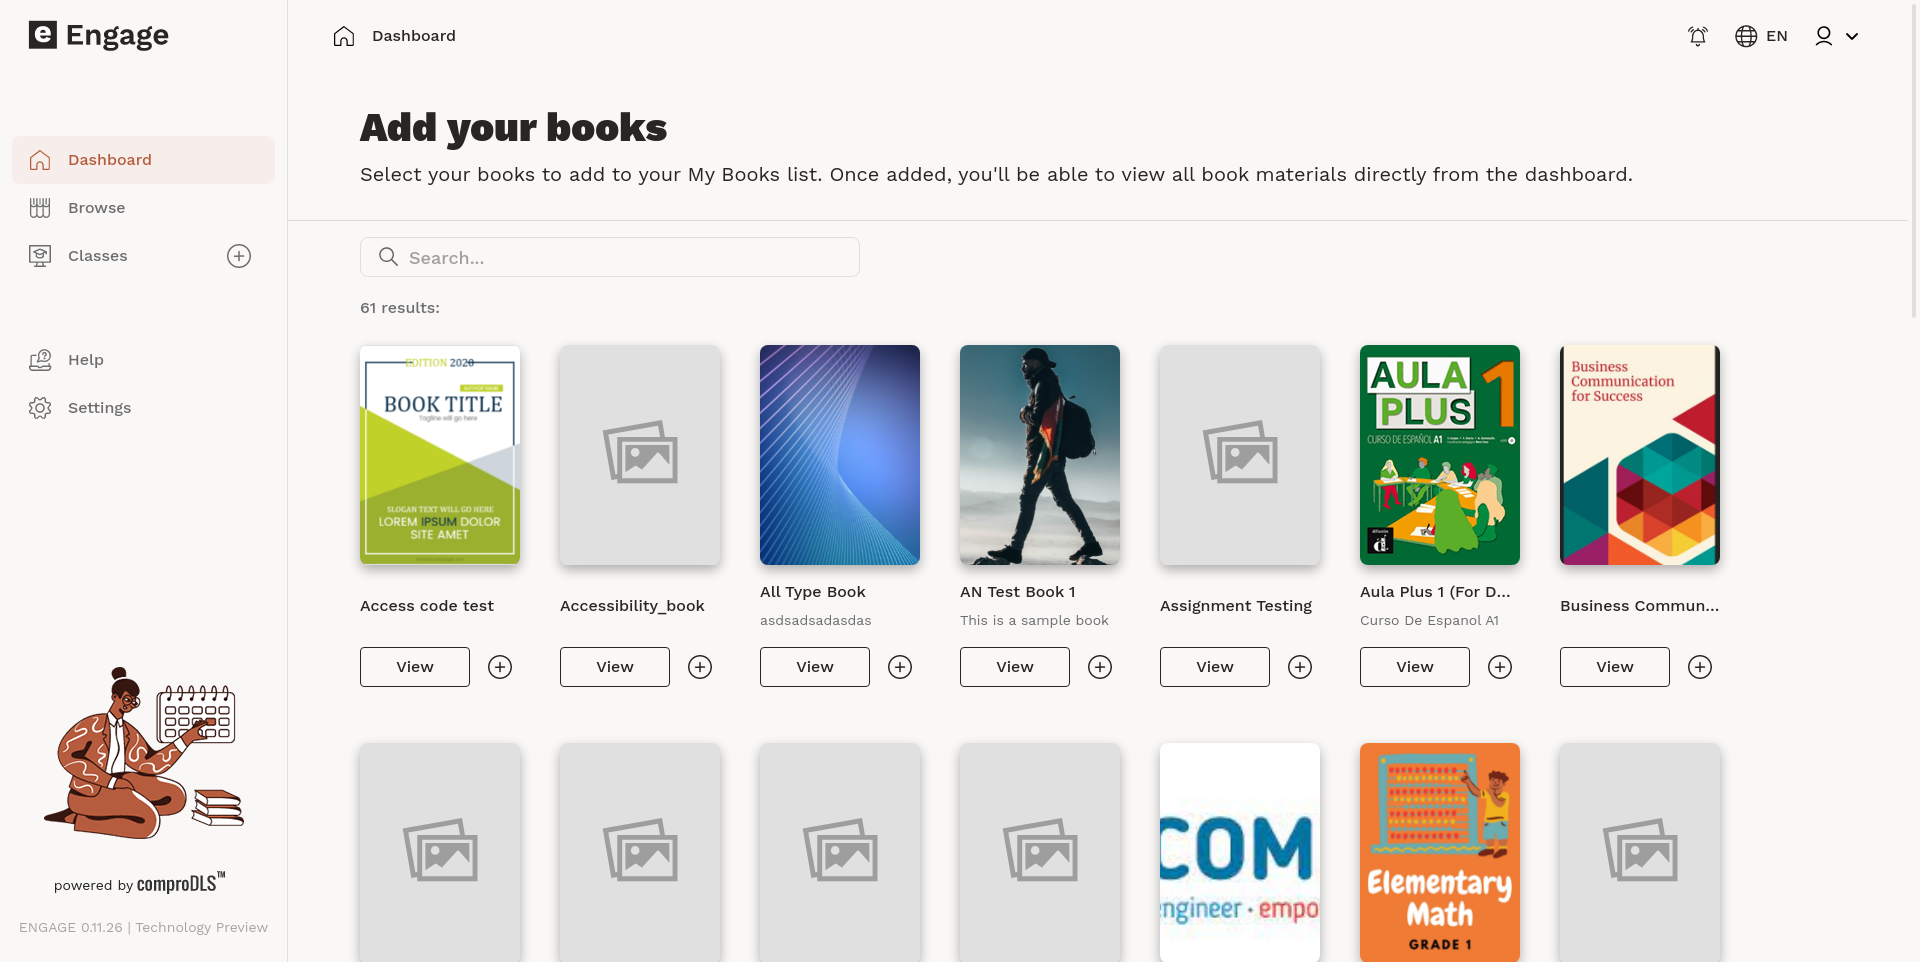 e Engage
Dashboard
EN
Dashboard
Browse
Classes
Help
Settings
powered by comproDLS™
ENGAGE 0.11.26 | Technology Preview
Add your books
Select your books to add to your My Books list. Once added, you'll be able to view all book materials directly from the dashboard.
Search...
61 results:
EDITION 2020
AUTHOR NAME
BOOK TITLE
Tagline will go here
SLOGAN TEXT WILL GO HERE
LOREM IPSUM DOLOR
SITE AMET
AULA
PLUS
1
CURSO DE ESPAÑOL A1
Business
Communication
for Success
Access code test
Accessibility_book
All Type Book
asdsadsadasdas
AN Test Book 1
This is a sample book
Assignment Testing
Aula Plus 1 (For D...
Curso De Espanol A1
Business Commun...
View
View
View
View
View
View
View
COM
engineer · empo
Elementary
Math
GRADE 1